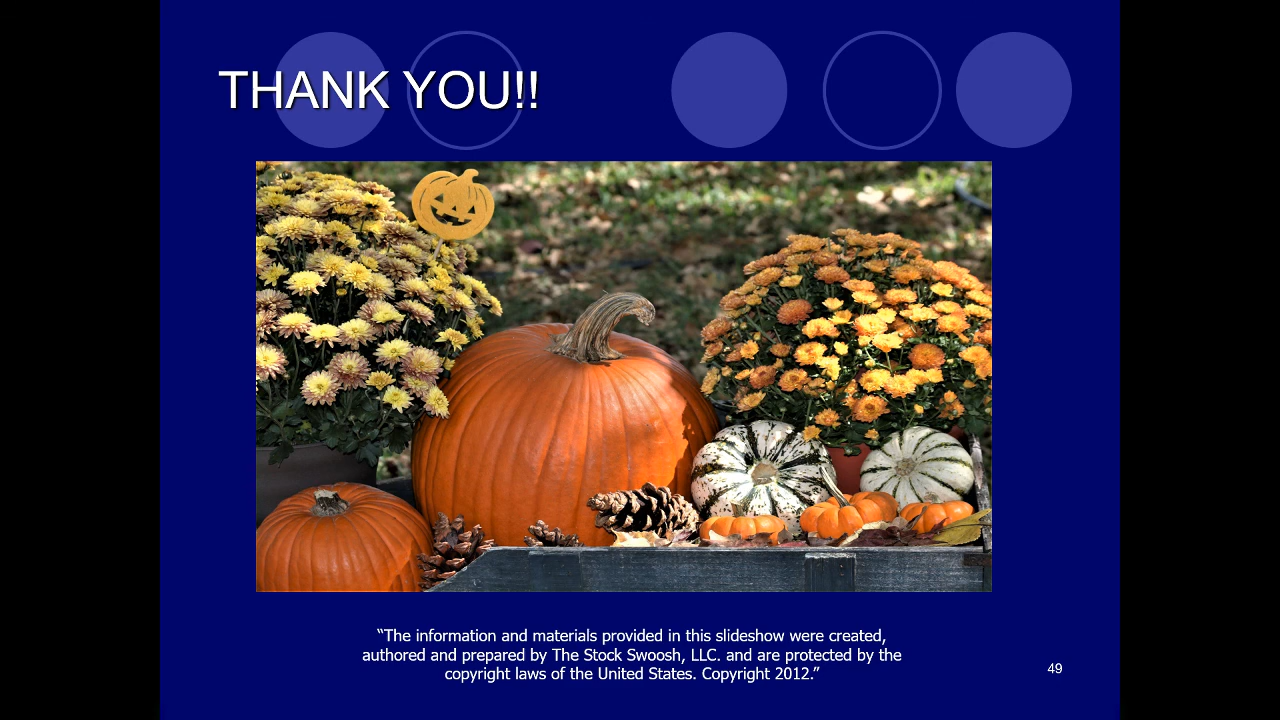 THANK YOU!!
“The information and materials provided in this slideshow were created,
authored and prepared by The Stock Swoosh, LLC. and are protected by the
copyright laws of the United States. Copyright 2012.”
49